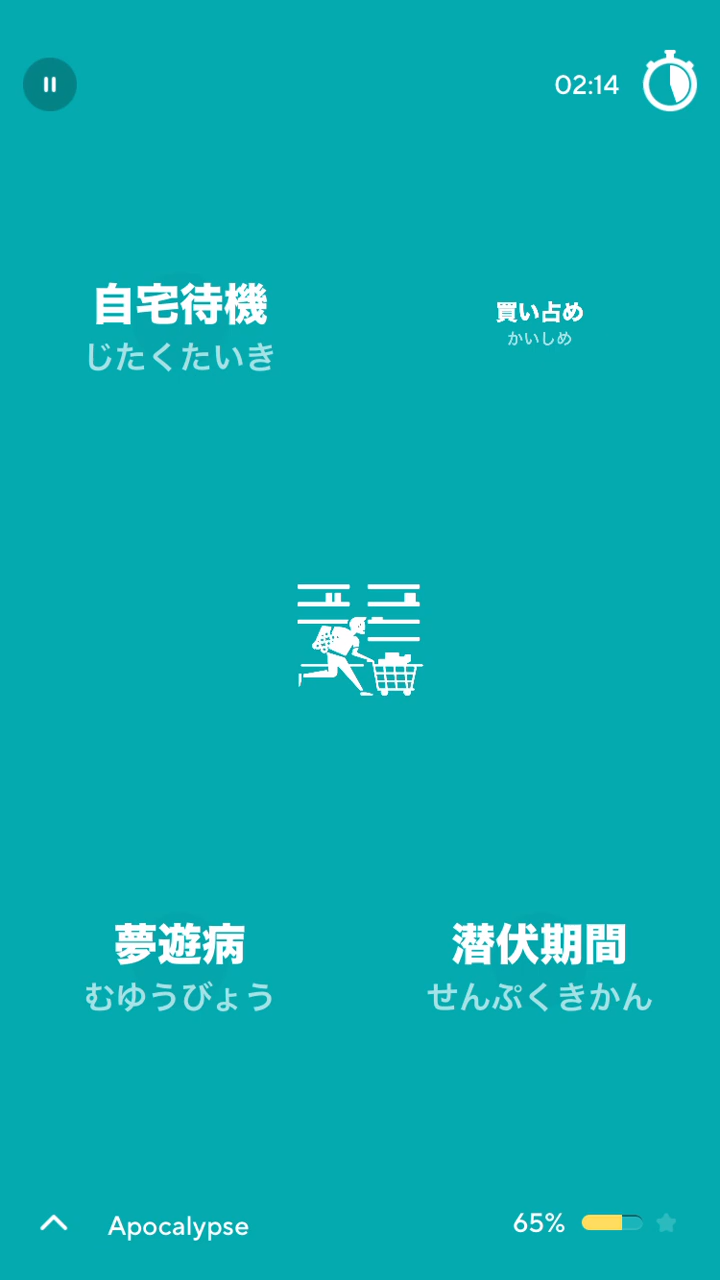 02:14
自宅待機
じたくたいき
買い占め
かいしめ
夢遊病
むゆうびょう
潜伏期間
せんぷくきかん
Apocalypse
65%